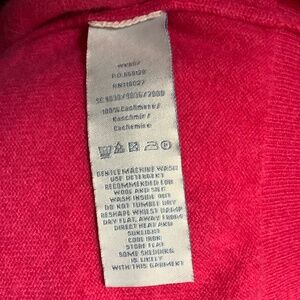 100% Cashmere/
Kaschmir/
Cachemire
GENTLE MACHINE WASH
USE DETERGENT
RECOMMENDED FOR
WOOL AND SILK
WASH INSIDE OUT
DO NOT TUMBLE DRY
RESHAPE WHILST DAMP
DRY FLAT, AWAY FROM
DIRECT HEAT AND
SUNLIGHT
COOL IRON
STORE FLAT
SOME SHEDDING
IS LIKELY
WITH THIS GARMENT